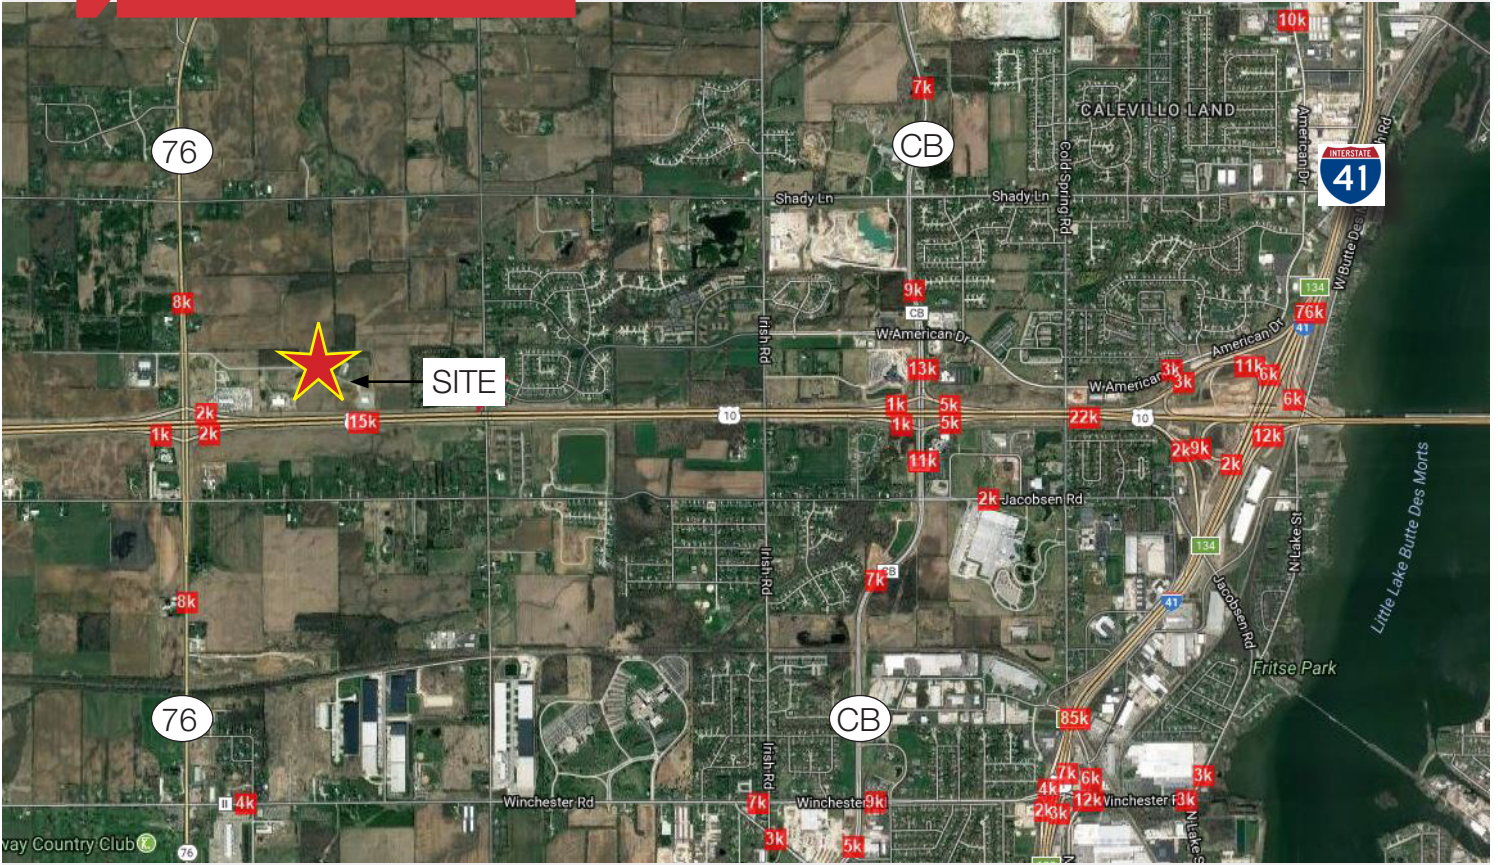 10k
7k
CALEVILLO LAND
American Dr
76
CB
Cold Spring Rd
INTERSTATE
41
Shady Ln
Shady Ln
W Butte Des
134
8k
9k
CB
76k
41
Irish Rd
W American Dr
American Dr
SITE
13k
W American
3k
3k
11k
6k
2k
15k
10
1k
5k
22k
10
6k
1k
2k
1k
5k
12k
11k
2k
9k
2k
2k
Jacobsen Rd
N Lake St
Little Lake Butte Des Morts
134
Irish Rd
7k
CB
8k
41
Jacobsen Rd
Fritse Park
76
CB
85k
Irish Rd
7k
6k
3k
4k
II
4k
Winchester Rd
7k
Winchester
9k
12k
Winchester
3k
2k
3k
N Lake S
3k
5k
way Country Club
76